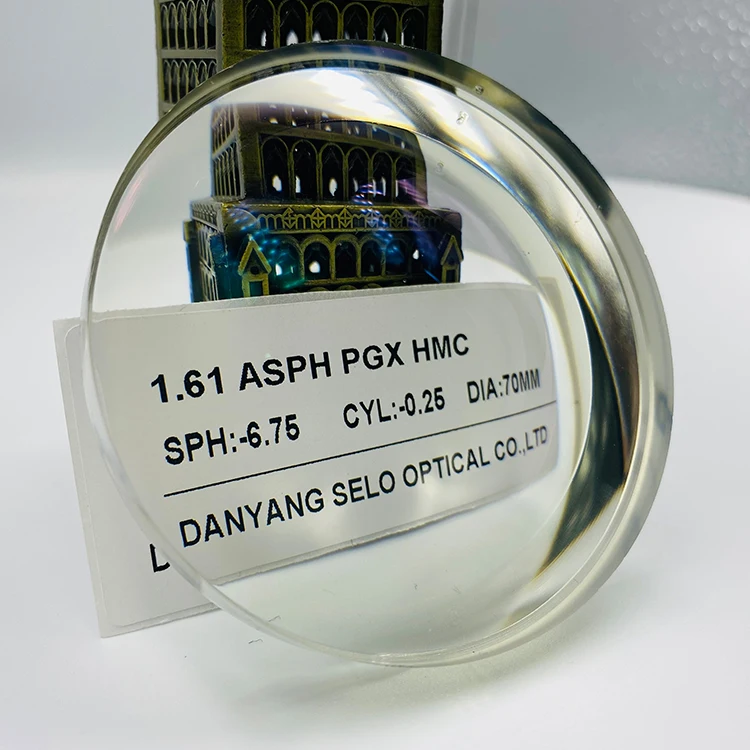 1.61 ASPH PGX HMC
SPH:-6.75 CYL:-0.25 DIA:70MM
DANYANG SELO OPTICAL CO.,LTD